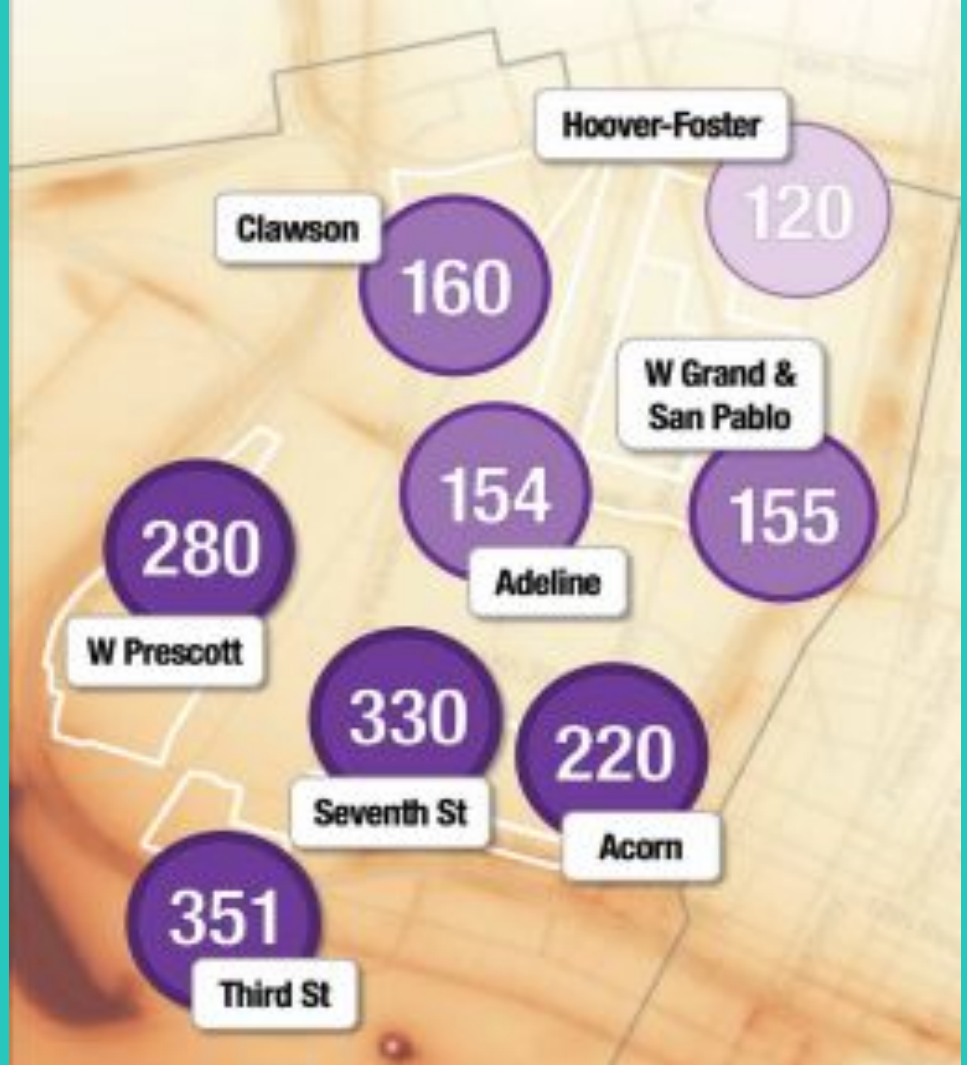 Hoover-Foster
120
Clawson
160
W Grand &
San Pablo
155
154
Adeline
280
W Prescott
330
Seventh St
220
Acorn
351
Third St